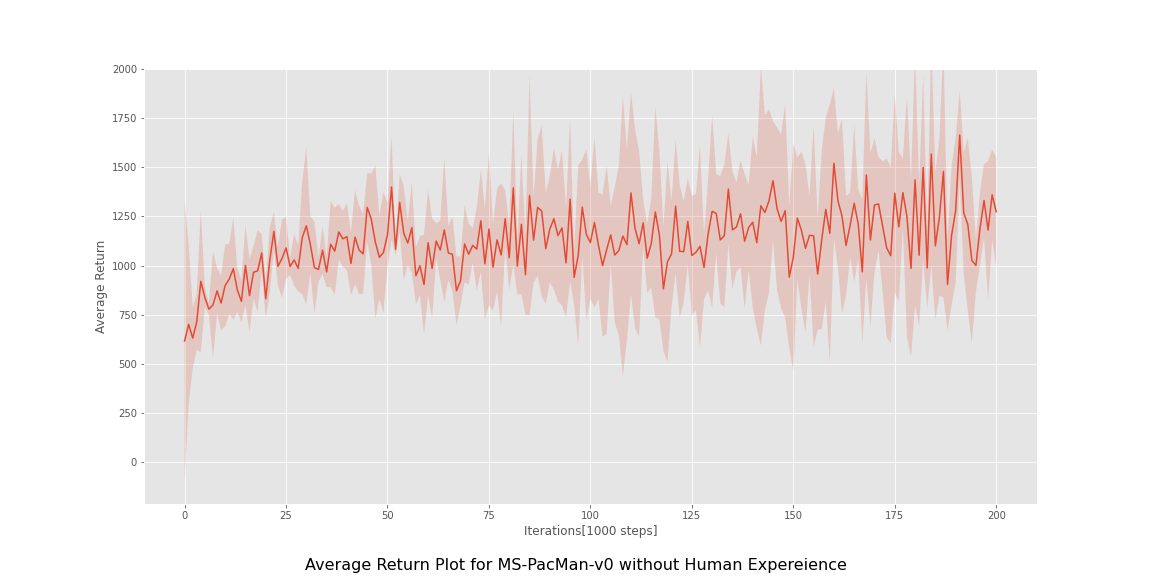 2000
1750
1500
1250
1000
750
500
250
0
Average Return
0 25 50 75 100 125 150 175 200
Iterations[1000 steps]
Average Return Plot for MS-PacMan-v0 without Human Expereience